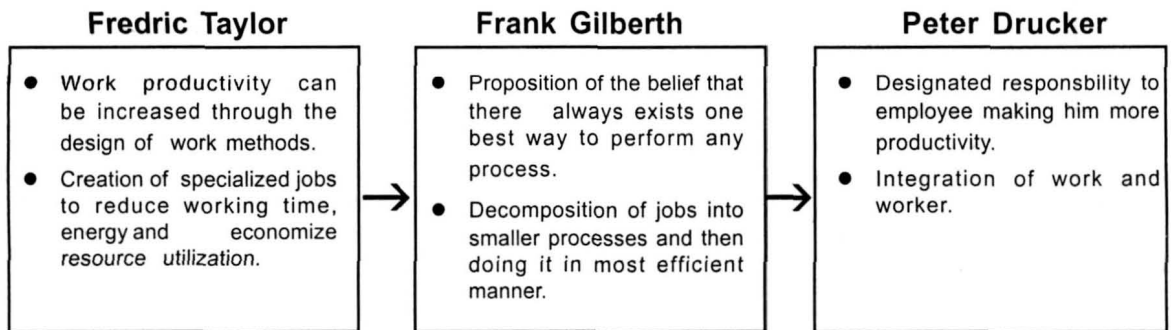 Fredric Taylor
● Work productivity can
be increased through the
design of work methods.
● Creation of specialized jobs
to reduce working time,
energy and economize
resource utilization.
Frank Gilberth
● Proposition of the belief that
there always exists one
best way to perform any
process.
● Decomposition of jobs into
smaller processes and then
doing it in most efficient
manner.
Peter Drucker
● Designated responsbility to
employee making him more
productivity.
● Integration of work and
worker.